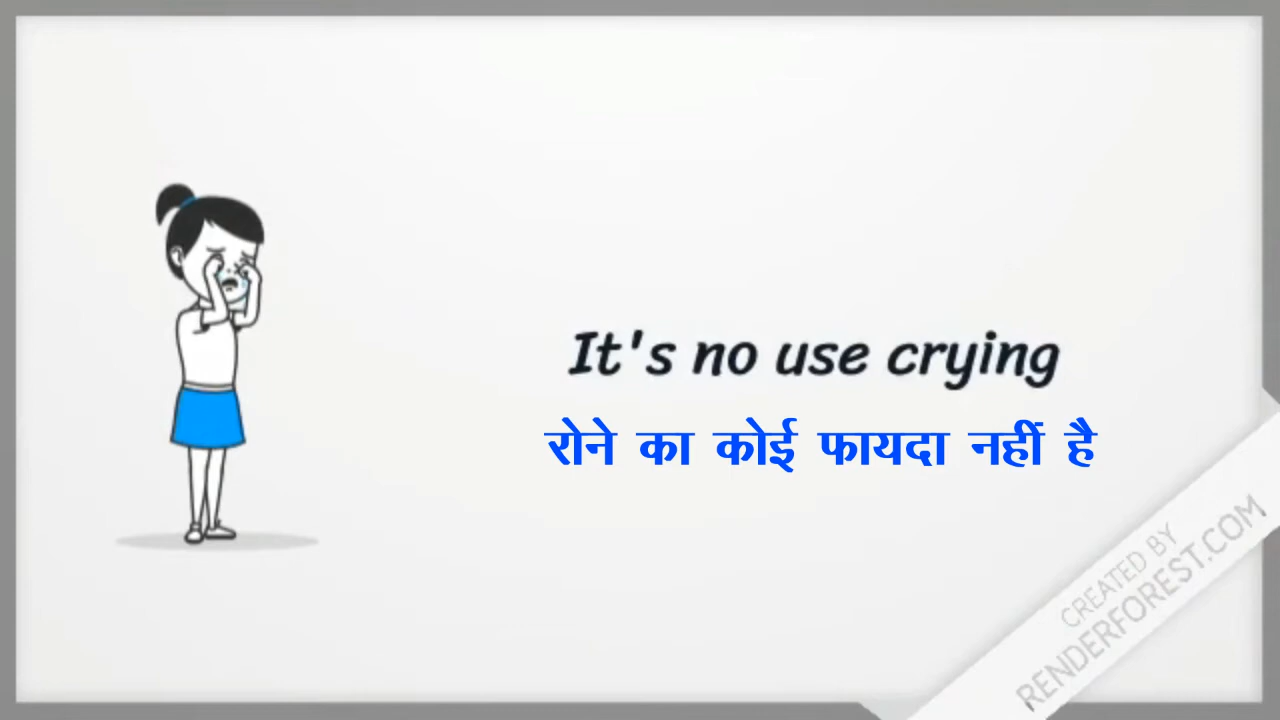 It's no use crying
रोने का कोई फायदा नहीं है
CREATED BY
RENDERFOREST.COM